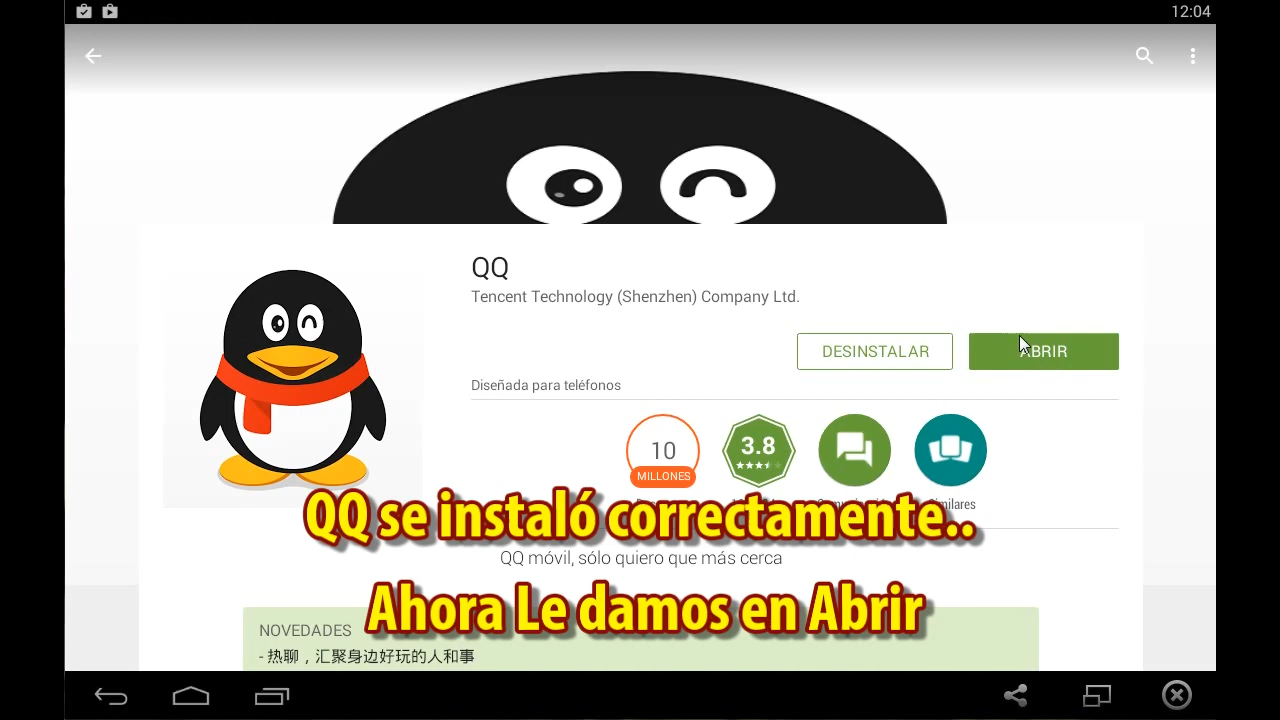 12:04
QQ
Tencent Technology (Shenzhen) Company Ltd.
DESINSTALAR
ABRIR
Diseñada para teléfonos
10
MILLONES
3.8
Similares
QQ se instaló correctamente..
QQ móvil, sólo quiero que más cerca
Ahora Le damos en Abrir
NOVEDADES
- 热聊，汇聚身边好玩的人和事